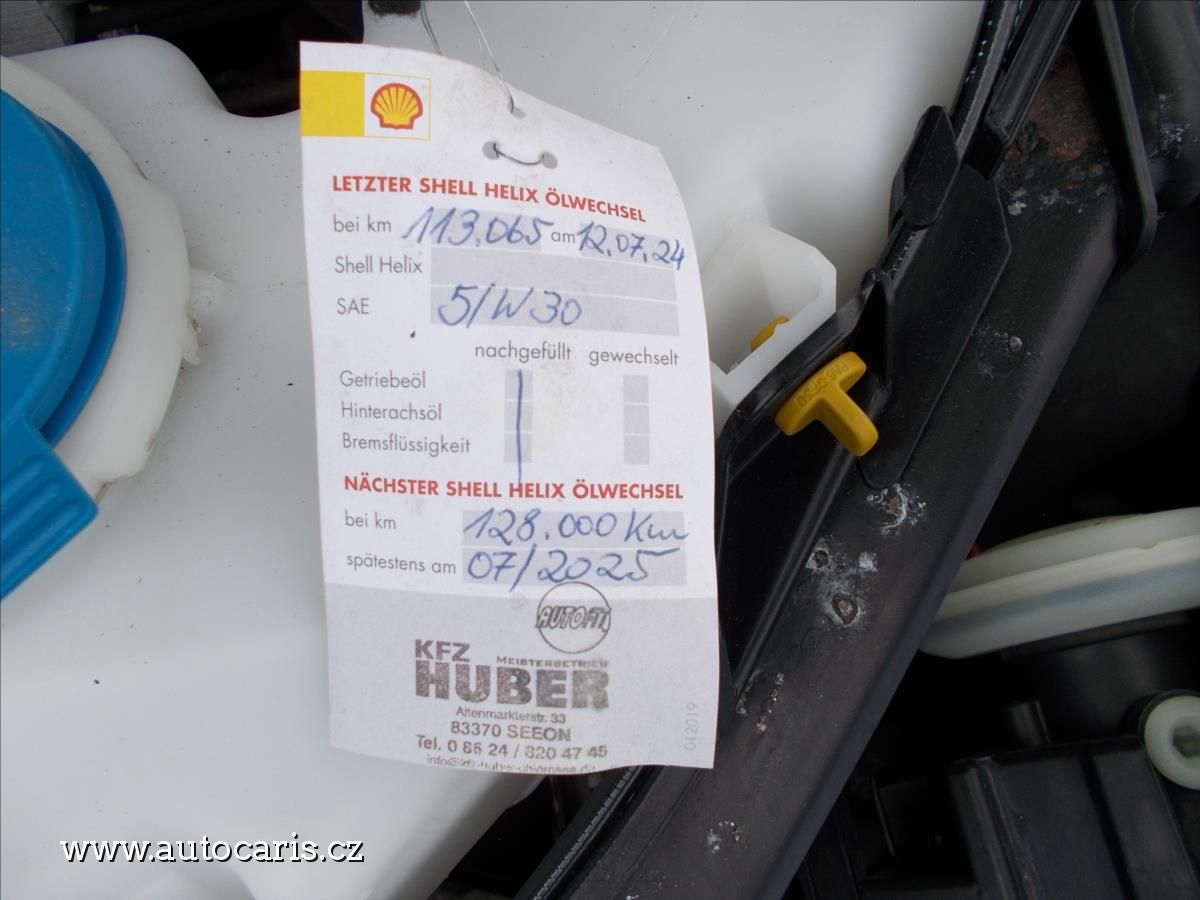 LETZTER SHELL HELIX ÖLWECHSEL
bei km 113.065 am 12.07.24
Shell Helix
SAE 5/W30
nachgefüllt gewechselt
Getriebeöl
Hinterachsöl
Bremsflüssigkeit
NÄCHSTER SHELL HELIX ÖLWECHSEL
bei km 128.000 Km
spätestens am 07/2025
AUTOFIT
KFZ MEISTERBETRIEB
HUBER
Altenmarkterstr. 33
83370 SEEON
Tel. 0 86 24 / 820 47 45
012019
www.autocaris.cz